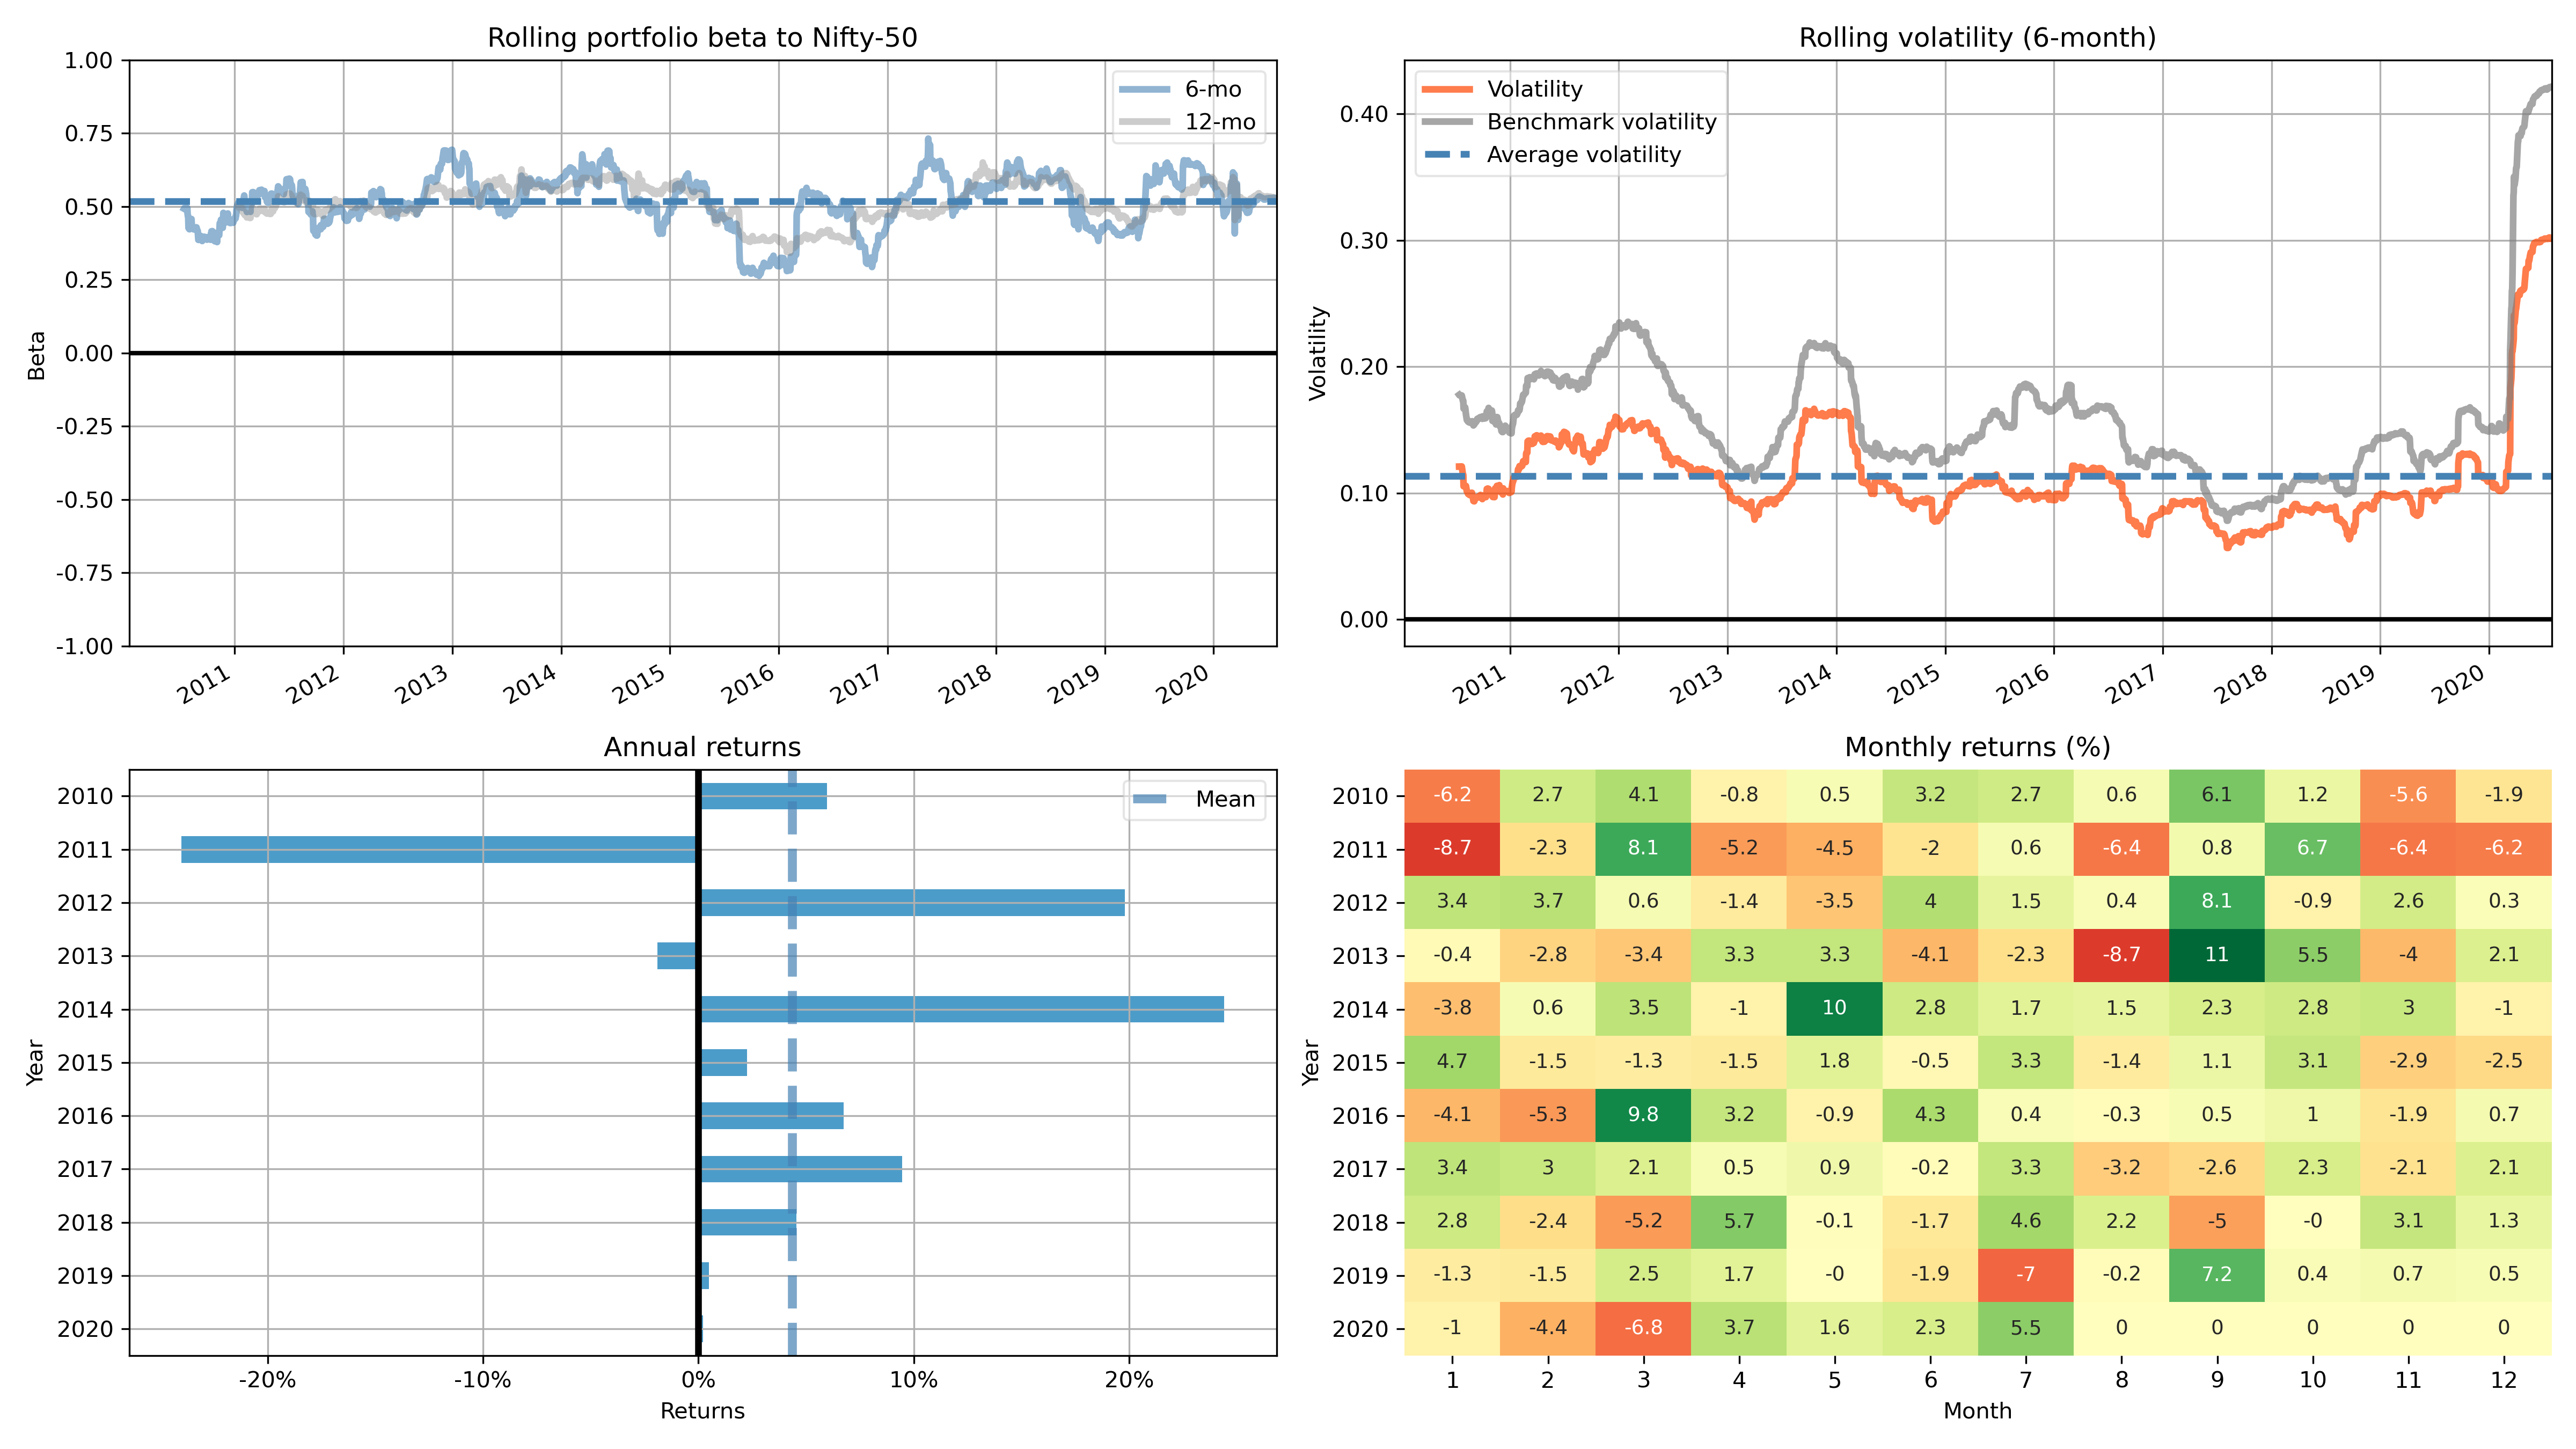 Rolling portfolio beta to Nifty-50
1.00
0.75
0.50
0.25
0.00
-0.25
-0.50
-0.75
-1.00
Beta
6-mo
12-mo
2011 2012 2013 2014 2015 2016 2017 2018 2019 2020
Rolling volatility (6-month)
0.40
0.30
0.20
0.10
0.00
Volatility
Volatility
Benchmark volatility
Average volatility
2011 2012 2013 2014 2015 2016 2017 2018 2019 2020
Annual returns
Mean
Year
2010
2011
2012
2013
2014
2015
2016
2017
2018
2019
2020
-20% -10% 0% 10% 20%
Returns
Monthly returns (%)
Year
2010 -6.2 2.7 4.1 -0.8 0.5 3.2 2.7 0.6 6.1 1.2 -5.6 -1.9
2011 -8.7 -2.3 8.1 -5.2 -4.5 -2 0.6 -6.4 0.8 6.7 -6.4 -6.2
2012 3.4 3.7 0.6 -1.4 -3.5 4 1.5 0.4 8.1 -0.9 2.6 0.3
2013 -0.4 -2.8 -3.4 3.3 3.3 -4.1 -2.3 -8.7 11 5.5 -4 2.1
2014 -3.8 0.6 3.5 -1 10 2.8 1.7 1.5 2.3 2.8 3 -1
2015 4.7 -1.5 -1.3 -1.5 1.8 -0.5 3.3 -1.4 1.1 3.1 -2.9 -2.5
2016 -4.1 -5.3 9.8 3.2 -0.9 4.3 0.4 -0.3 0.5 1 -1.9 0.7
2017 3.4 3 2.1 0.5 0.9 -0.2 3.3 -3.2 -2.6 2.3 -2.1 2.1
2018 2.8 -2.4 -5.2 5.7 -0.1 -1.7 4.6 2.2 -5 -0 3.1 1.3
2019 -1.3 -1.5 2.5 1.7 -0 -1.9 -7 -0.2 7.2 0.4 0.7 0.5
2020 -1 -4.4 -6.8 3.7 1.6 2.3 5.5 0 0 0 0 0
1 2 3 4 5 6 7 8 9 10 11 12
Month